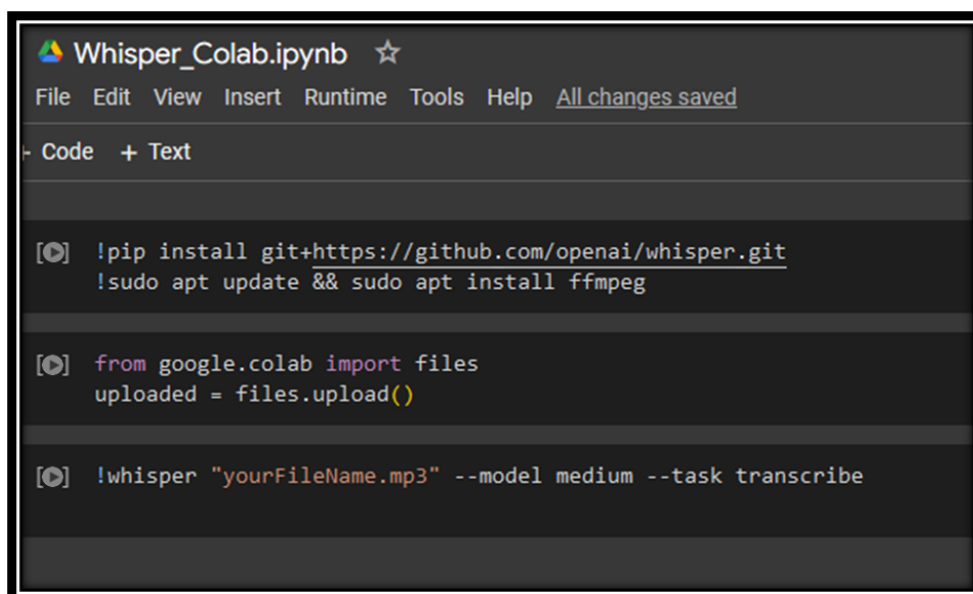 Whisper_Colab.ipynb
File Edit View Insert Runtime Tools Help All changes saved
+ Code + Text
!pip install git+https://github.com/openai/whisper.git
!sudo apt update && sudo apt install ffmpeg
from google.colab import files
uploaded = files.upload()
!whisper "yourFileName.mp3" --model medium --task transcribe